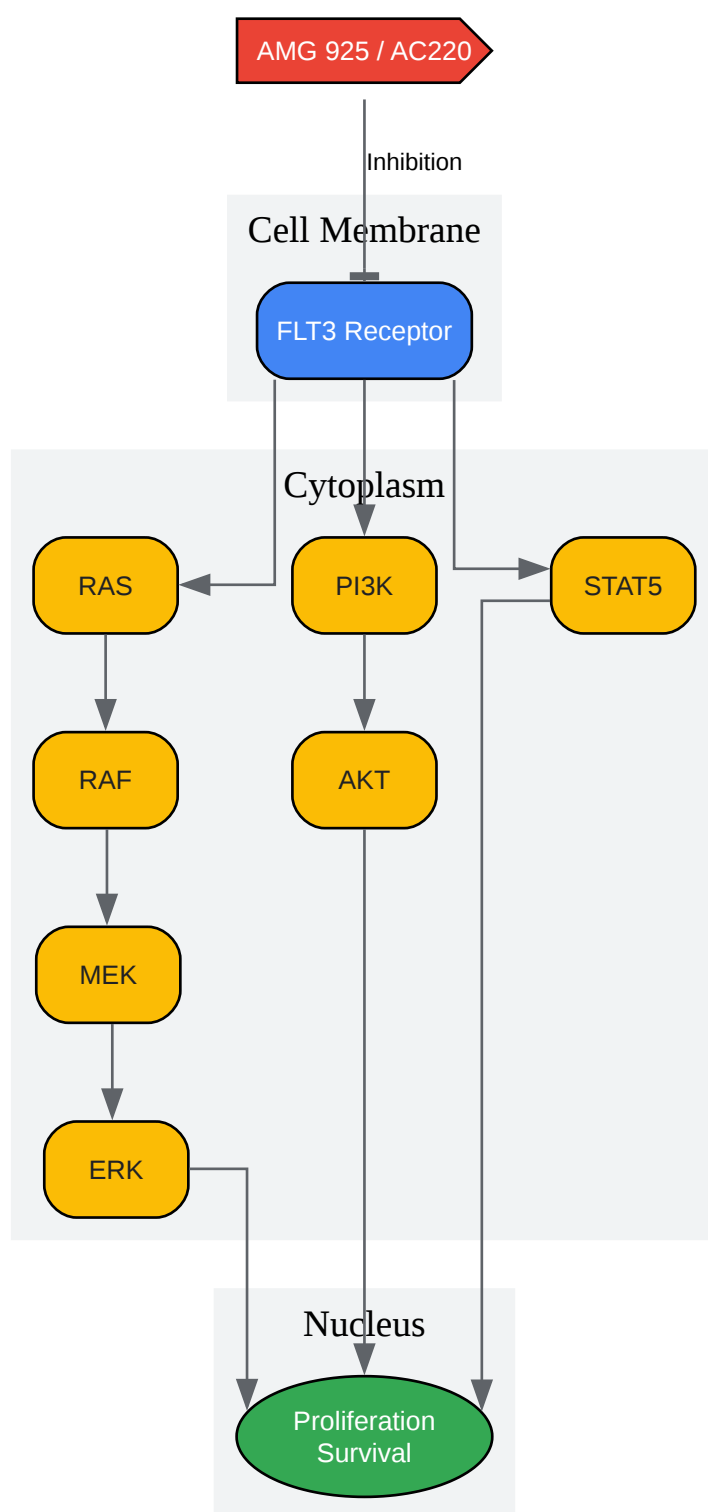 AMG 925 / AC220
Inhibition
Cell Membrane
FLT3 Receptor
Cytoplasm
RAS
PI3K
STAT5
RAF
AKT
MEK
ERK
Nucleus
Proliferation
Survival